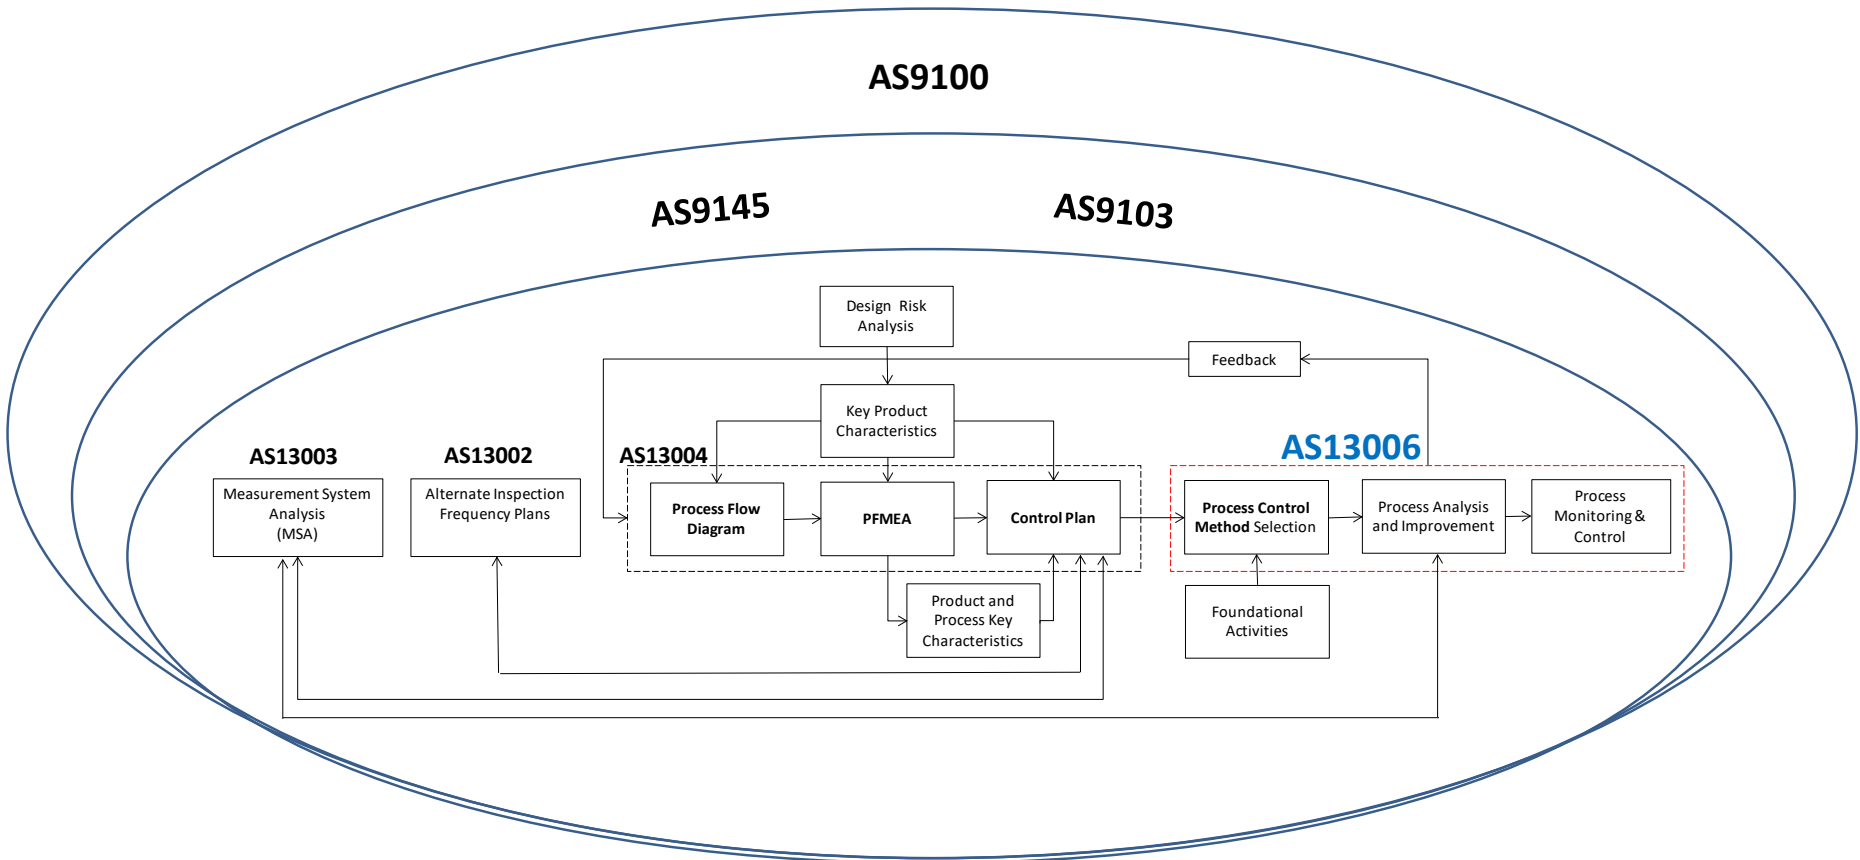 AS9100
AS9145
AS9103
Design Risk
Analysis
Feedback
Key Product
Characteristics
AS13003
AS13002
AS13004
AS13006
Measurement System
Analysis
(MSA)
Alternate Inspection
Frequency Plans
Process Flow
Diagram
PFMEA
Control Plan
Process Control
Method Selection
Process Analysis
and Improvement
Process
Monitoring &
Control
Product and
Process Key
Characteristics
Foundational
Activities